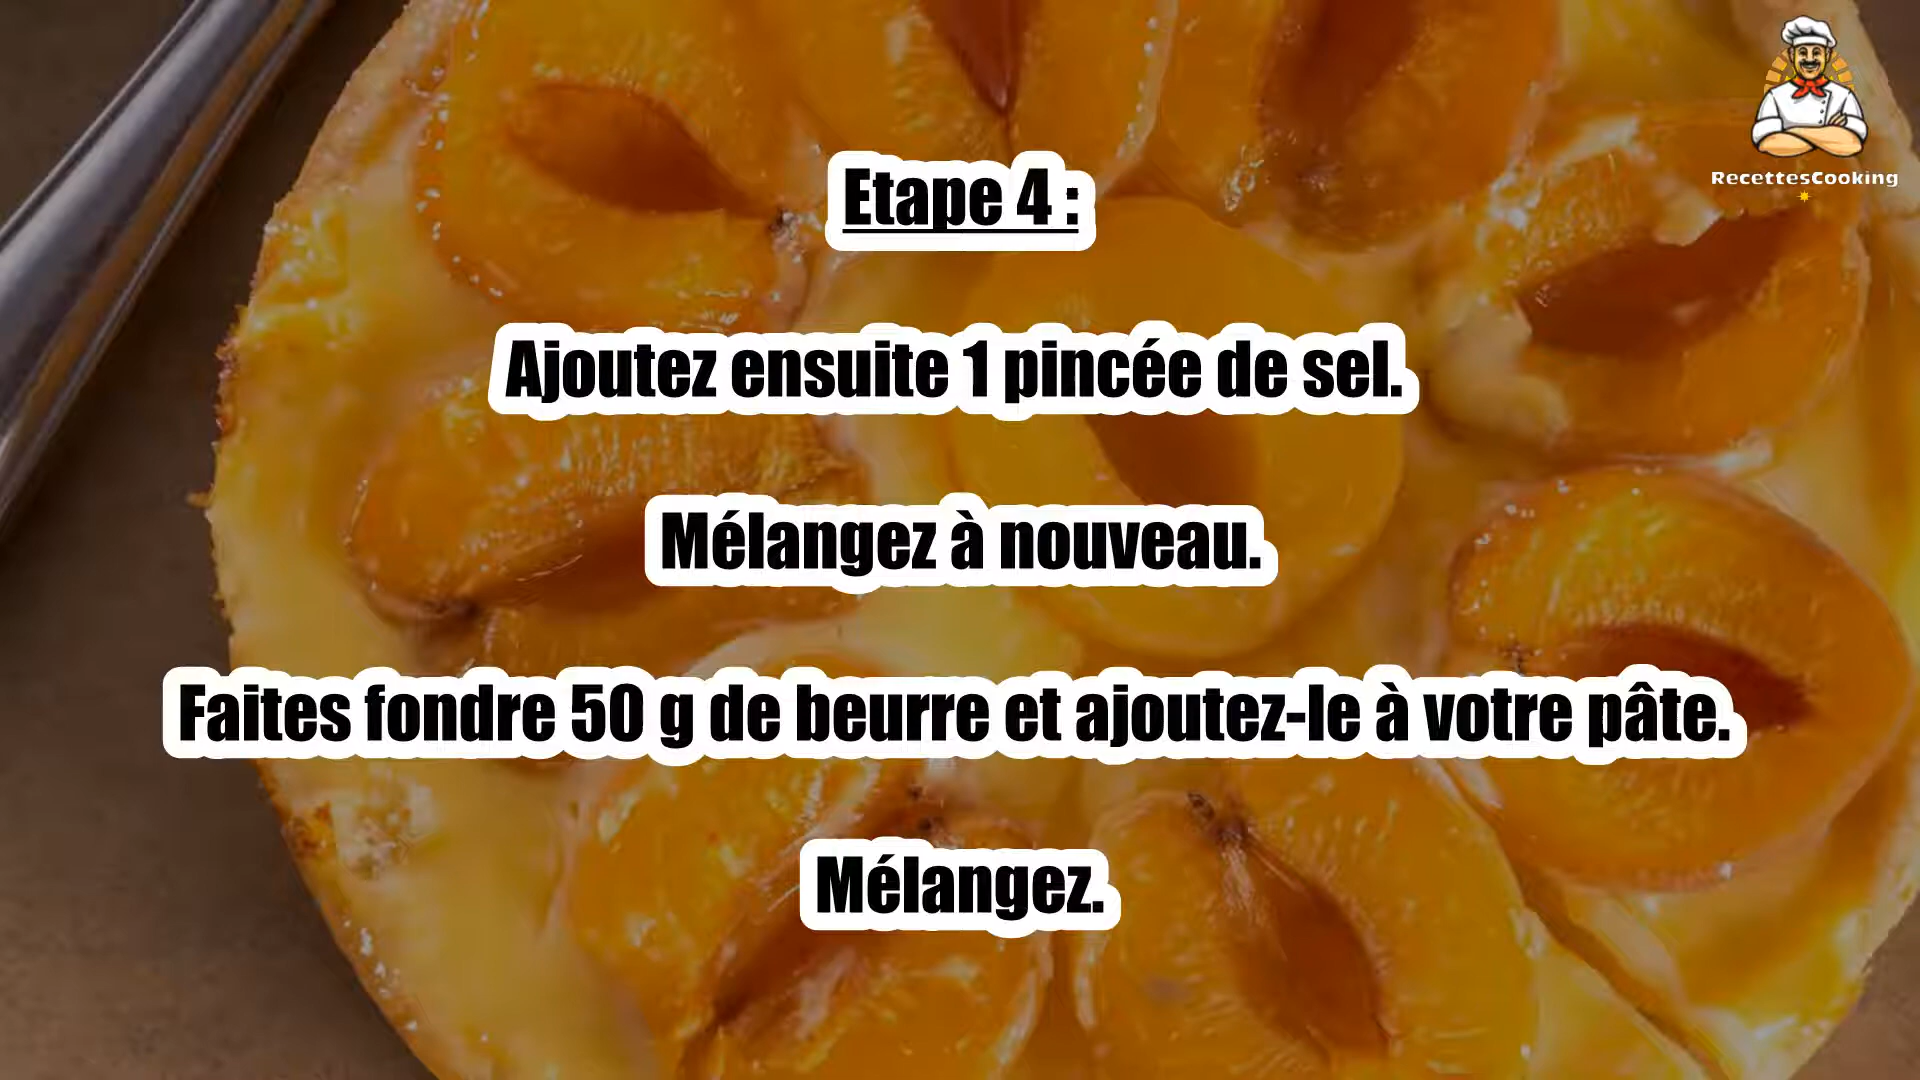 RecettesCooking
Etape 4 :
Ajoutez ensuite 1 pincée de sel.
Mélangez à nouveau.
Faites fondre 50 g de beurre et ajoutez-le à votre pâte.
Mélangez.